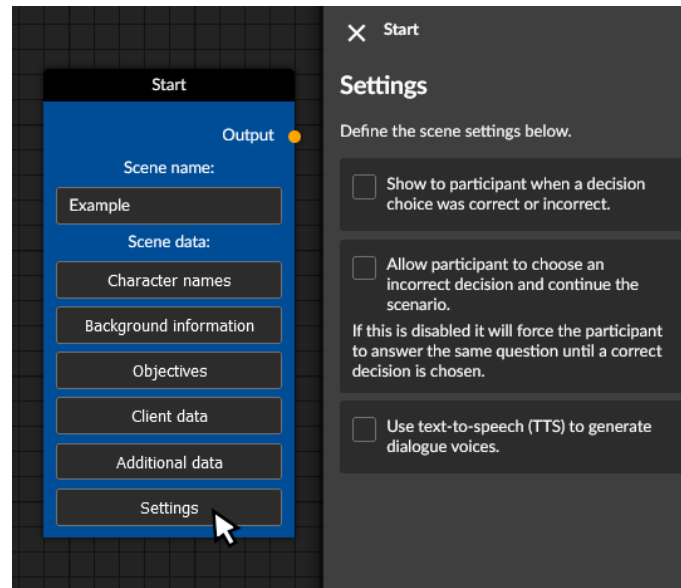 Start
Output
Scene name:
Example
Scene data:
Character names
Background information
Objectives
Client data
Additional data
Settings
Start
Settings
Define the scene settings below.
Show to participant when a decision
choice was correct or incorrect.
Allow participant to choose an
incorrect decision and continue the
scenario.
If this is disabled it will force the participant
to answer the same question until a correct
decision is chosen.
Use text-to-speech (TTS) to generate
dialogue voices.